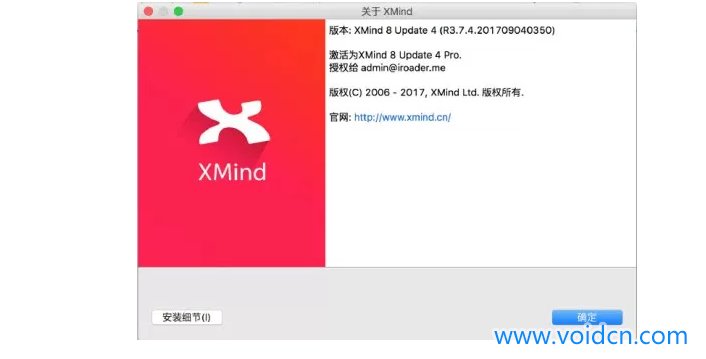 关于 XMind
版本: XMind 8 Update 4 (R3.7.4.201709040350)
激活为XMind 8 Update 4 Pro.
授权给 admin@iroader.me
版权(C) 2006 - 2017, XMind Ltd. 版权所有.
官网: http://www.xmind.cn/
XMind
安装细节(I)
确定
www.voidcn.com